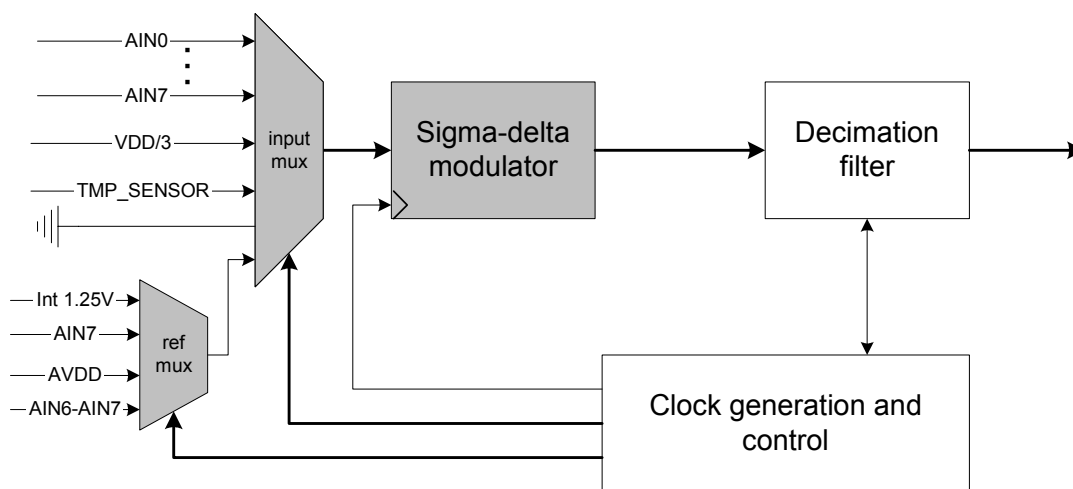 AIN0
AIN7
VDD/3
TMP_SENSOR
input
mux
Sigma-delta
modulator
Decimation
filter
Int 1.25V
AIN7
AVDD
AIN6-AIN7
ref
mux
Clock generation and
control